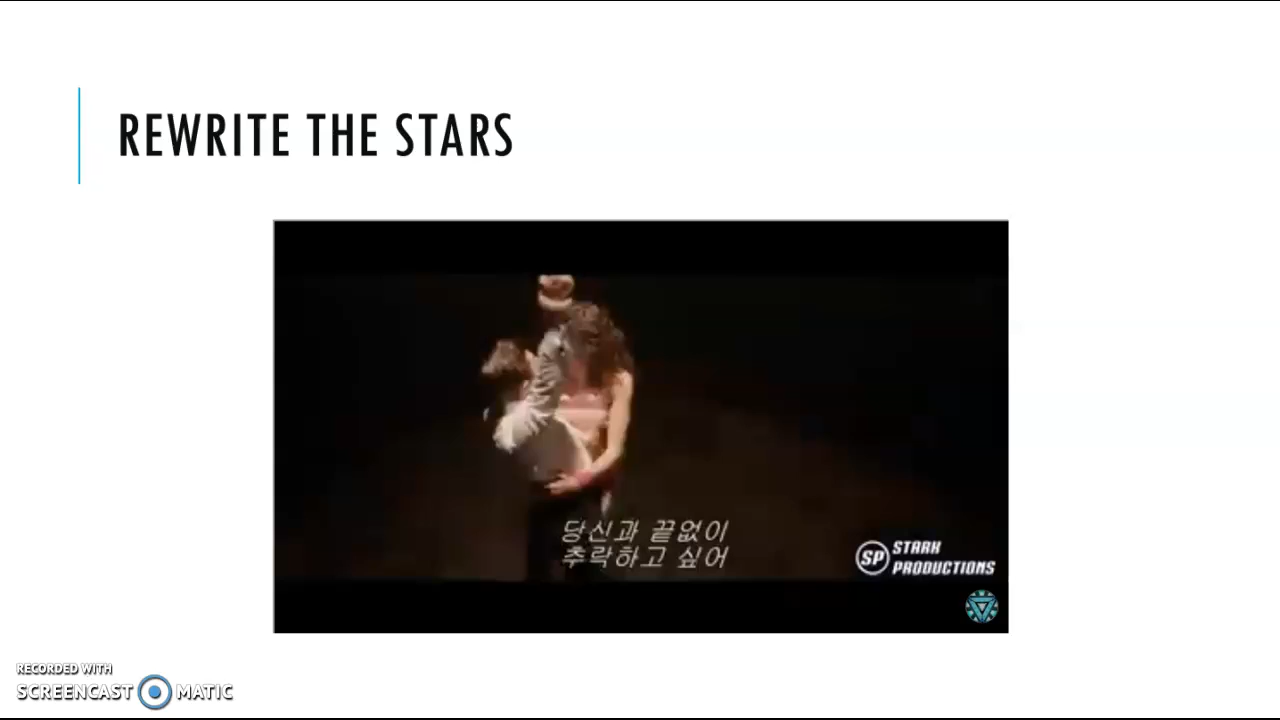 REWRITE THE STARS
당신과 끝없이
추락하고 싶어
SP STARK
PRODUCTIONS
RECORDED WITH
SCREENCAST MATIC